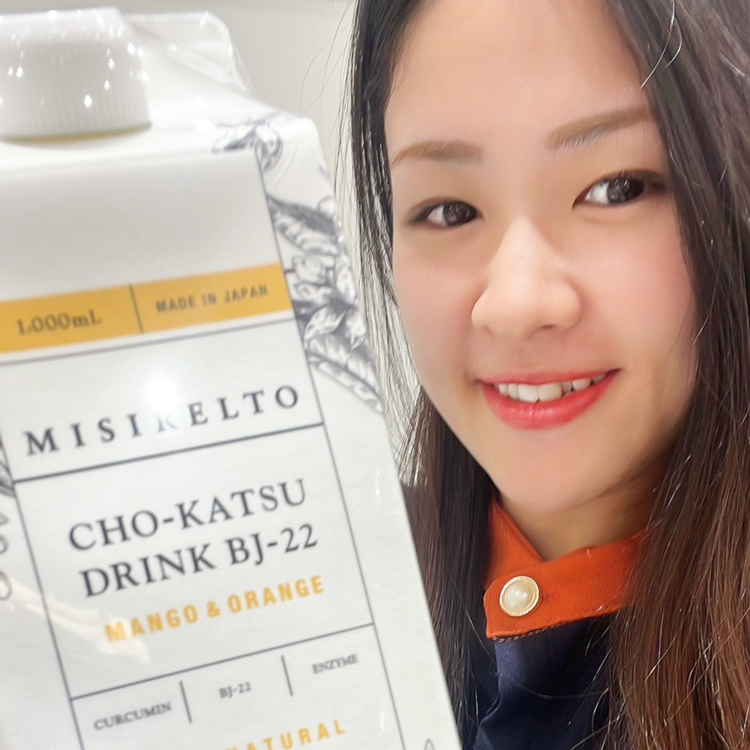 1,000mL MADE IN JAPAN
MISIRELTO
CHO-KATSU
DRINK BJ-22
MANGO & ORANGE
CURCUMIN BJ-22 ENZYME
NATURAL